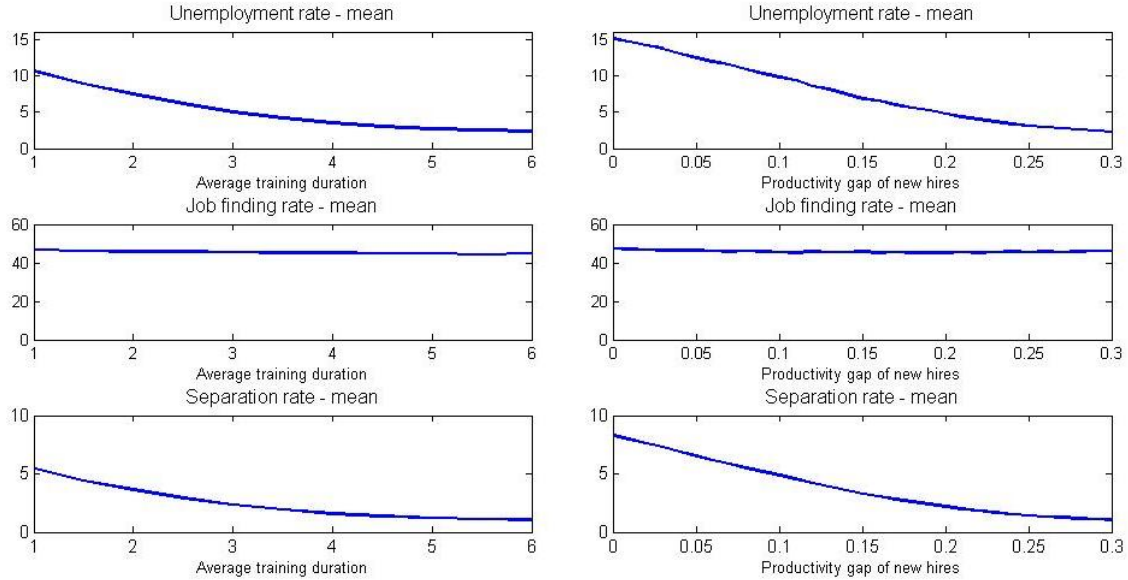 Unemployment rate - mean
15
10
5
0
1 2 3 4 5 6
Average training duration
Job finding rate - mean
60
40
20
0
1 2 3 4 5 6
Average training duration
Separation rate - mean
10
5
0
1 2 3 4 5 6
Average training duration
Unemployment rate - mean
15
10
5
0
0 0.05 0.1 0.15 0.2 0.25 0.3
Productivity gap of new hires
Job finding rate - mean
60
40
20
0
0 0.05 0.1 0.15 0.2 0.25 0.3
Productivity gap of new hires
Separation rate - mean
10
5
0
0 0.05 0.1 0.15 0.2 0.25 0.3
Productivity gap of new hires